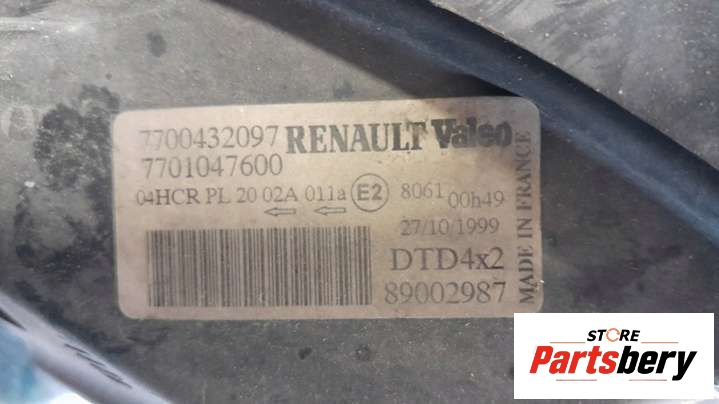 7700432097 RENAULT Valeo
7701047600
04HCR PL 20 02A 011a E2 8061 00h49
27/10/1999
DTD4x2
89002987
MADE IN FRANCE
STORE
Partsbery